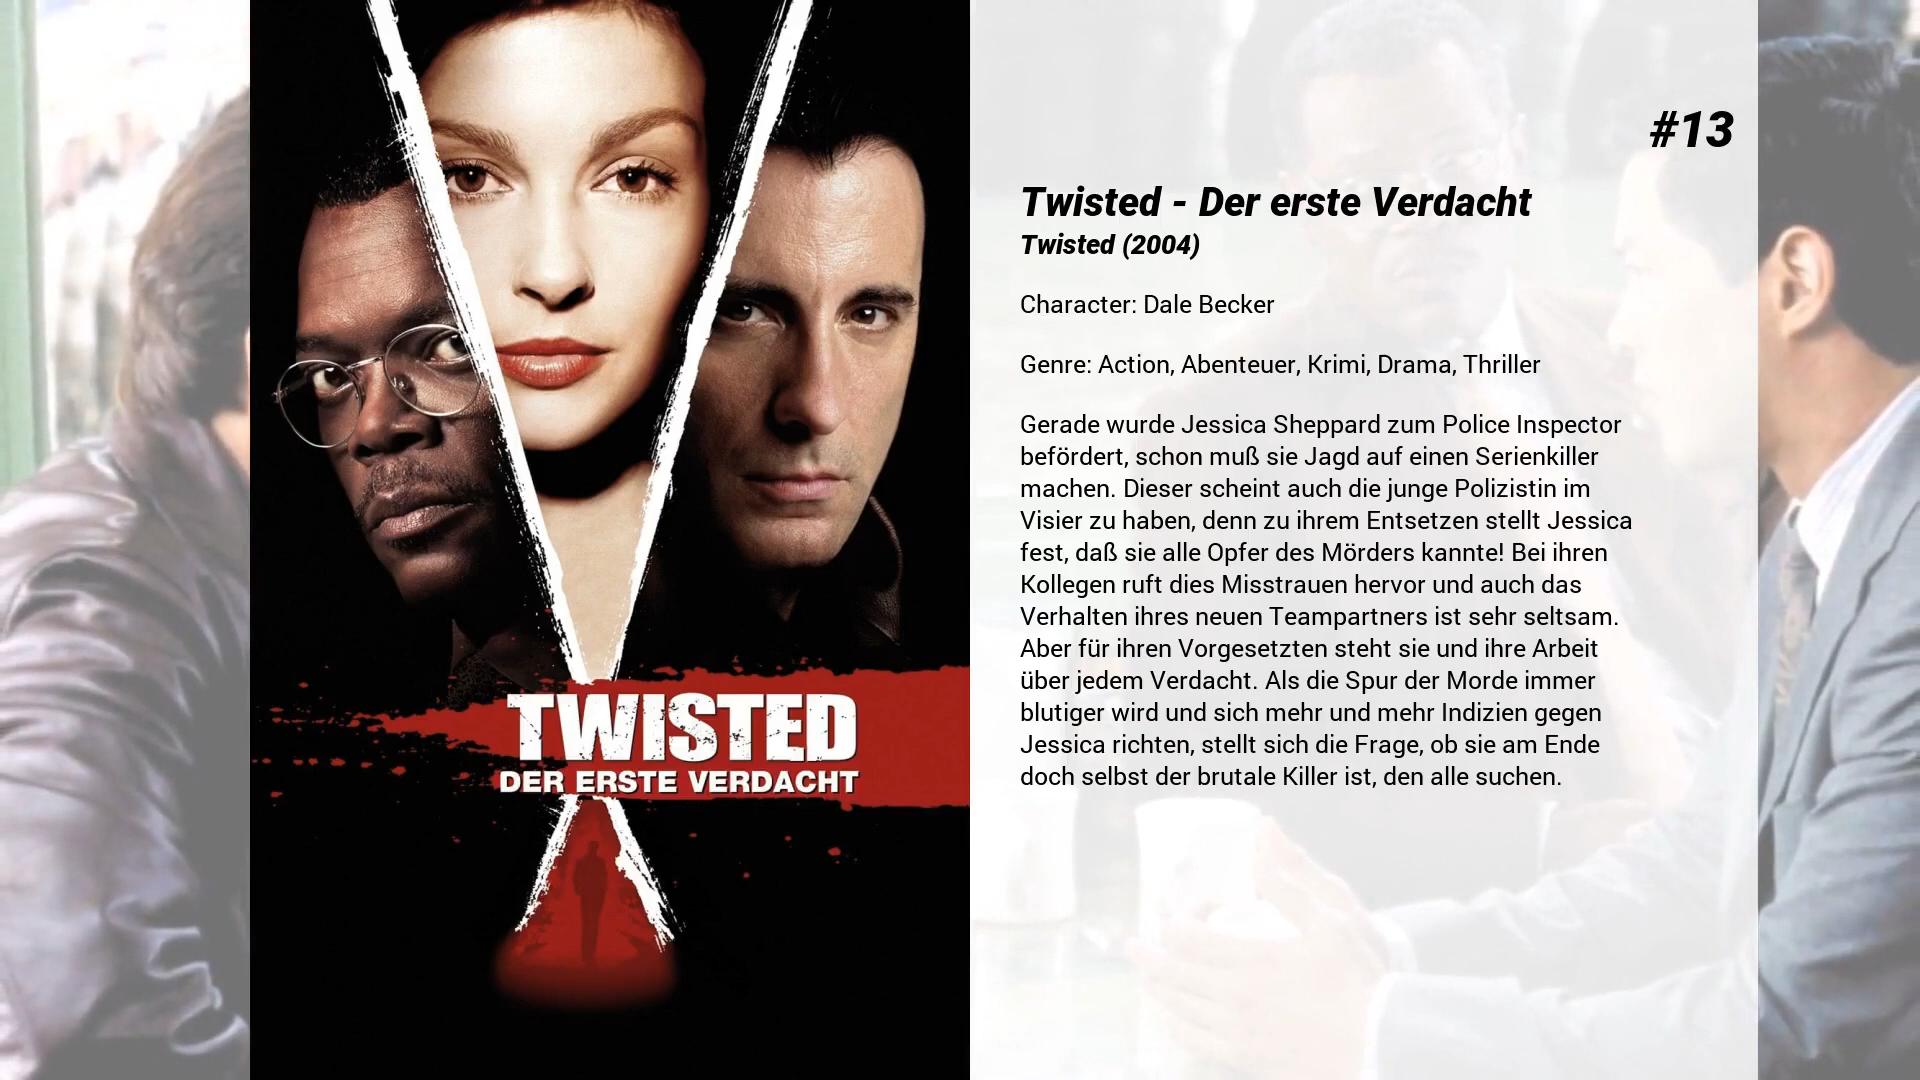 TWISTED
DER ERSTE VERDACHT
#13
Twisted - Der erste Verdacht
Twisted (2004)
Character: Dale Becker
Genre: Action, Abenteuer, Krimi, Drama, Thriller
Gerade wurde Jessica Sheppard zum Police Inspector
befördert, schon muß sie Jagd auf einen Serienkiller
machen. Dieser scheint auch die junge Polizistin im
Visier zu haben, denn zu ihrem Entsetzen stellt Jessica
fest, daß sie alle Opfer des Mörders kannte! Bei ihren
Kollegen ruft dies Misstrauen hervor und auch das
Verhalten ihres neuen Teampartners ist sehr seltsam.
Aber für ihren Vorgesetzten steht sie und ihre Arbeit
über jedem Verdacht. Als die Spur der Morde immer
blutiger wird und sich mehr und mehr Indizien gegen
Jessica richten, stellt sich die Frage, ob sie am Ende
doch selbst der brutale Killer ist, den alle suchen.